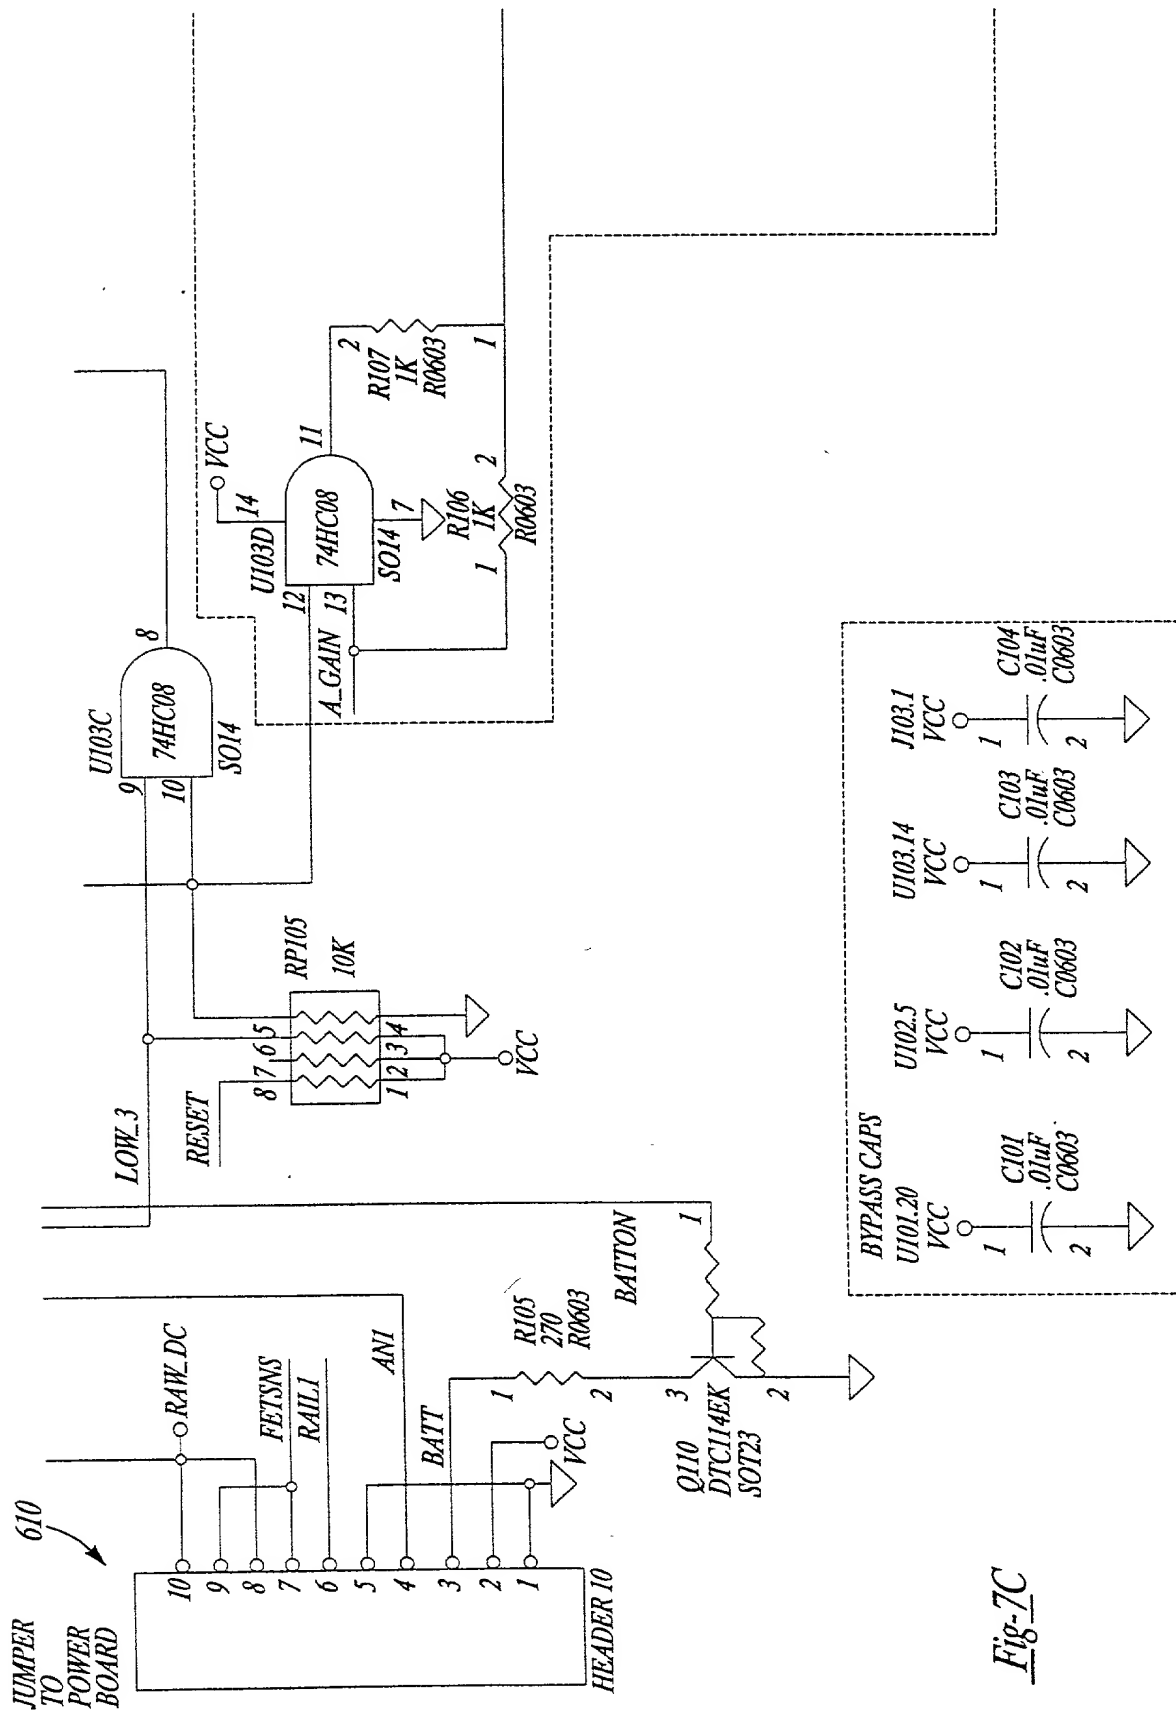 JUMPER
TO
POWER
BOARD
610
10
9
8
7
6
5
4
3
2
1
HEADER 10
RAW_DC
FETSNS
RAIL1
AN1
BATT
VCC
1
R105
270
R0603
2
BATTON
1
3
Q110
DTC114EK
SOT23
2
LOW_3
RESET
8
7
6
5
1
2
3
4
RP105
10K
VCC
U103C
9
10
74HC08
SO14
8
VCC
14
U103D
12
13
A_GAIN
74HC08
SO14
7
11
2
R107
1K
R0603
1
R106
1K
R0603
1
2
BYPASS CAPS
U101.20
VCC
1
2
C101
.01uF
C0603
U102.5
VCC
1
2
C102
.01uF
C0603
U103.14
VCC
1
2
C103
.01uF
C0603
J103.1
VCC
1
2
C104
.01uF
C0603
Fig-7C